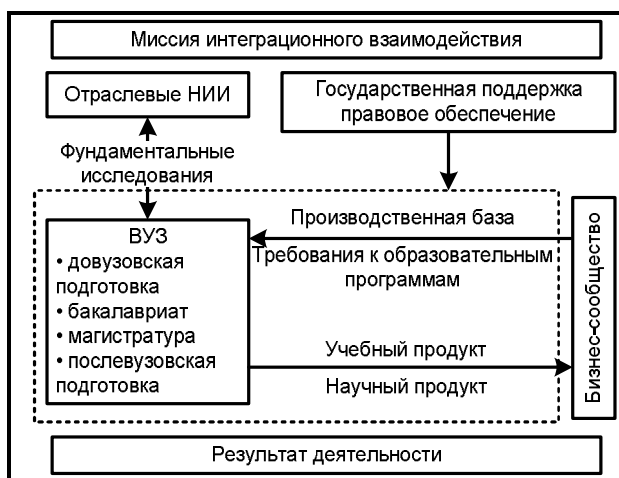 Миссия интеграционного взаимодействия
Отраслевые НИИ
Государственная поддержка
правовое обеспечение
Фундаментальные
исследования
ВУЗ
• довузовская
подготовка
• бакалавриат
• магистратура
• послевузовская
подготовка
Производственная база
Требования к образовательным
программам
Учебный продукт
Научный продукт
Бизнес-сообщество
Результат деятельности